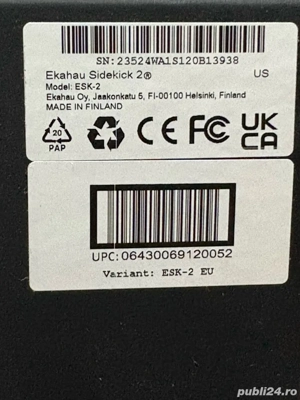 SN:23524WA1S120B13938
Ekahau Sidekick 2® US
Model: ESK-2
Ekahau Oy, Jaakonkatu 5, FI-00100 Helsinki, Finland
MADE IN FINLAND
20
PAP
CE FC UK CA
UPC:06430069120052
Variant: ESK-2 EU
publi24.ro